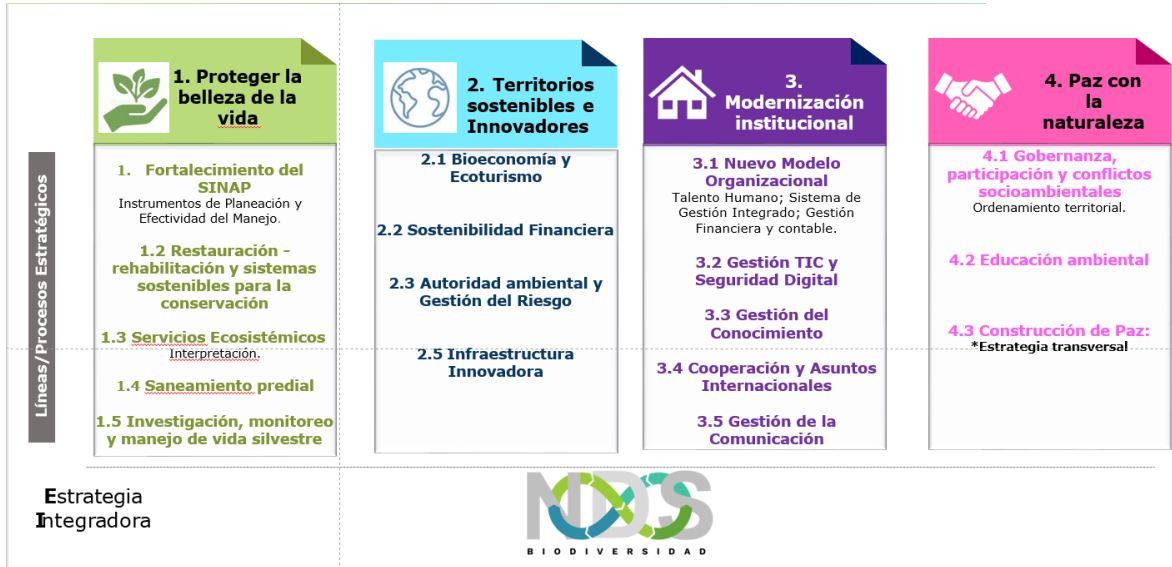 1. Proteger la
belleza de la
vida
2. Territorios
sostenibles e
Innovadores
3.
Modernización
institucional
4. Paz con
la
naturaleza
Líneas/Procesos Estratégicos
1. Fortalecimiento del
SINAP
Instrumentos de Planeación y
Efectividad del Manejo.
1.2 Restauración -
rehabilitación y sistemas
sostenibles para la
conservación
1.3 Servicios Ecosistémicos
Interpretación.
1.4 Saneamiento predial
1.5 Investigación, monitoreo
y manejo de vida silvestre
2.1 Bioeconomía y
Ecoturismo
2.2 Sostenibilidad Financiera
2.3 Autoridad ambiental y
Gestión del Riesgo
2.5 Infraestructura
Innovadora
3.1 Nuevo Modelo
Organizacional
Talento Humano; Sistema de
Gestión Integrado; Gestión
Financiera y contable.
3.2 Gestión TIC y
Seguridad Digital
3.3 Gestión del
Conocimiento
3.4 Cooperación y Asuntos
Internacionales
3.5 Gestión de la
Comunicación
4.1 Gobernanza,
participación y conflictos
socioambientales
Ordenamiento territorial.
4.2 Educación ambiental
4.3 Construcción de Paz:
*Estrategia transversal
Estrategia
Integradora
NDS
BIODIVERSIDAD